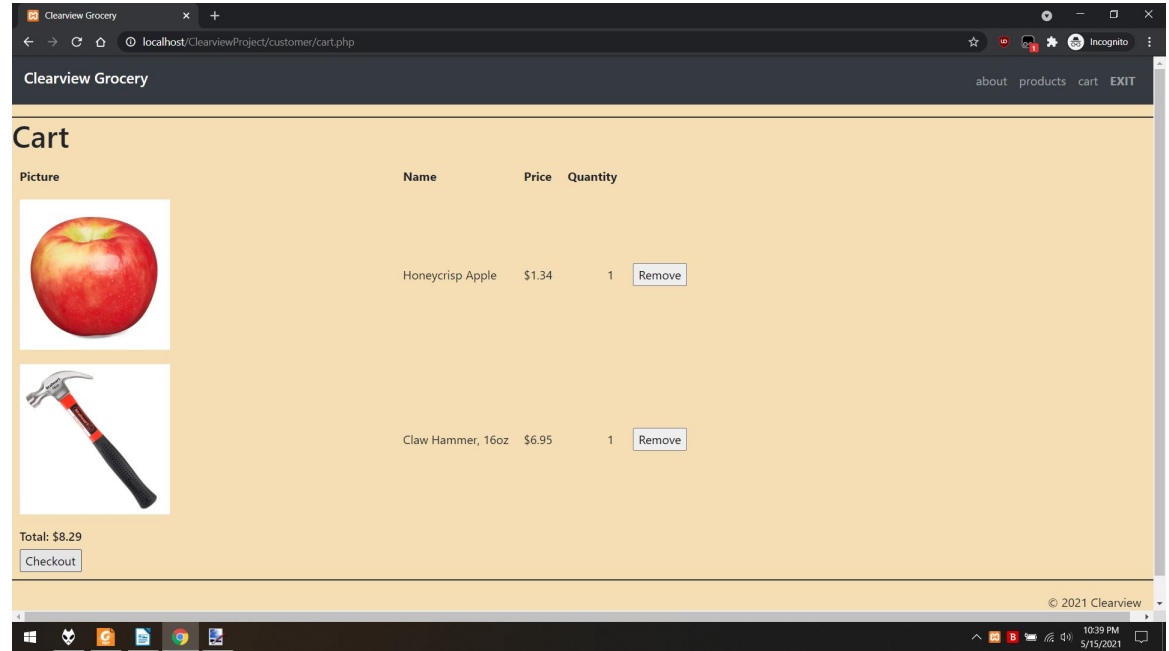 Clearview Grocery
localhost/ClearviewProject/customer/cart.php
Incognito
Clearview Grocery
about products cart EXIT
Cart
Picture Name Price Quantity
Honeycrisp Apple $1.34 1 Remove
Claw Hammer, 16oz $6.95 1 Remove
Total: $8.29
Checkout
© 2021 Clearview
10:39 PM
5/15/2021